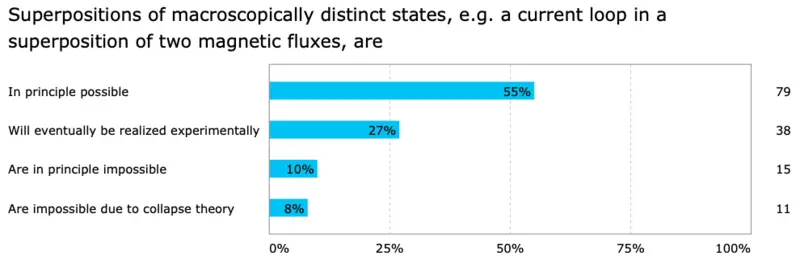 Superpositions of macroscopically distinct states, e.g. a current loop in a
superposition of two magnetic fluxes, are
In principle possible 55% 79
Will eventually be realized experimentally 27% 38
Are in principle impossible 10% 15
Are impossible due to collapse theory 8% 11
0% 25% 50% 75% 100%